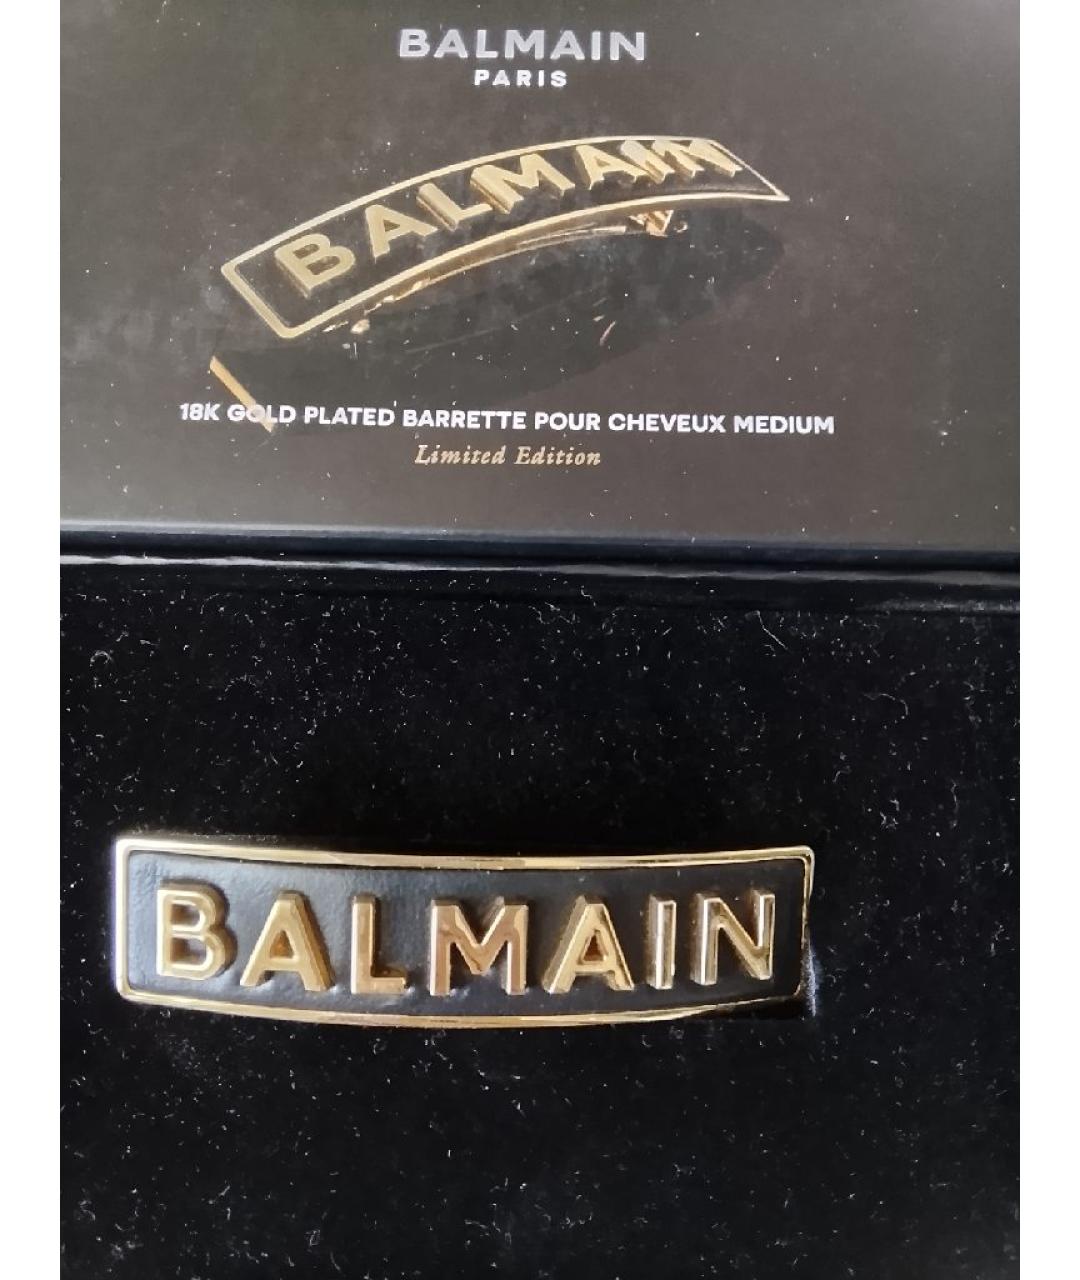 BALMAIN
PARIS
BALMAIN
18K GOLD PLATED BARRETTE POUR CHEVEUX MEDIUM
Limited Edition
BALMAIN